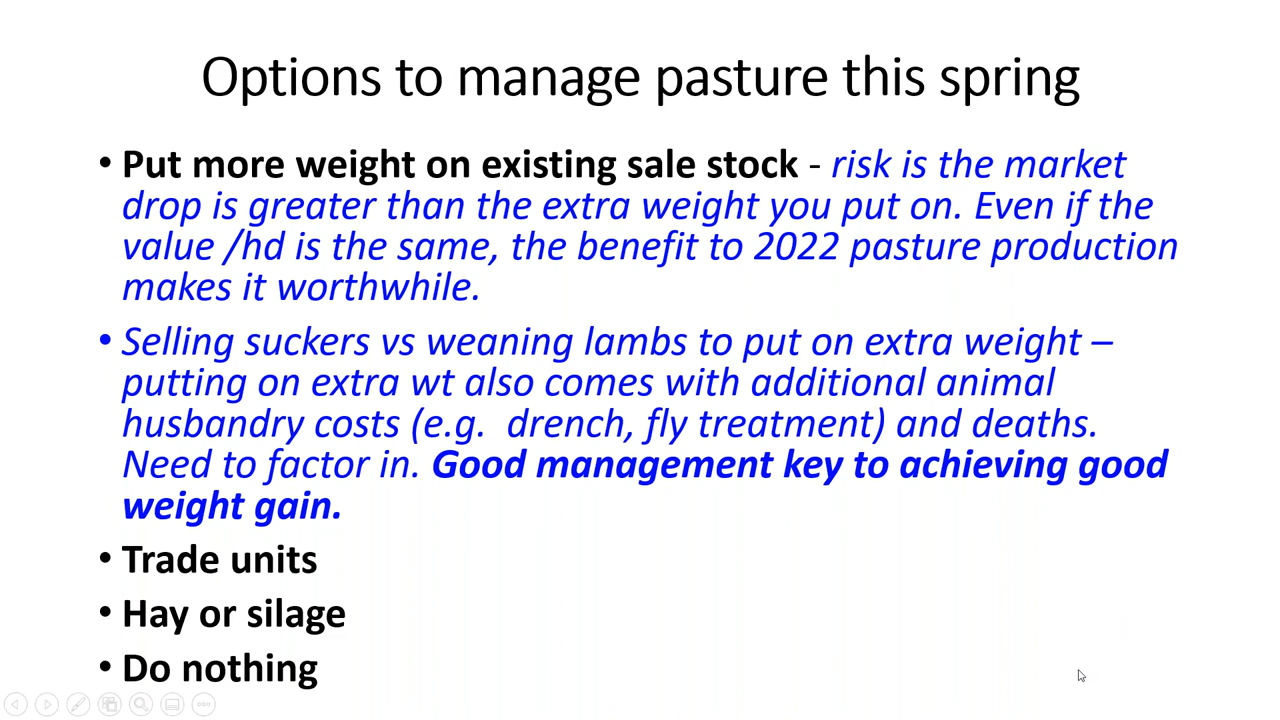 Options to manage pasture this spring
• Put more weight on existing sale stock - risk is the market
drop is greater than the extra weight you put on. Even if the
value /hd is the same, the benefit to 2022 pasture production
makes it worthwhile.
• Selling suckers vs weaning lambs to put on extra weight –
putting on extra wt also comes with additional animal
husbandry costs (e.g.  drench, fly treatment) and deaths.
Need to factor in. Good management key to achieving good
weight gain.
• Trade units
• Hay or silage
• Do nothing